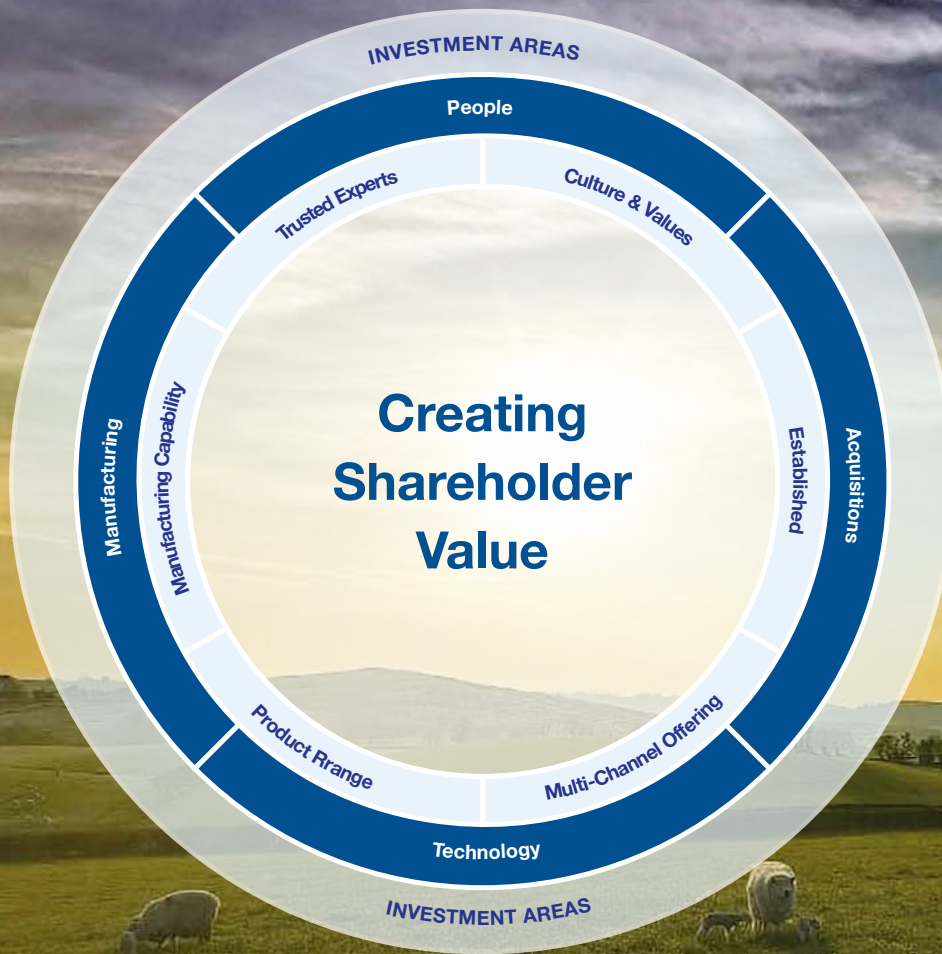 INVESTMENT AREAS
People
Trusted Experts
Culture & Values
Manufacturing
Manufacturing Capability
Creating
Shareholder
Value
Established
Acquisitions
Product Rrange
Multi-Channel Offering
Technology
INVESTMENT AREAS